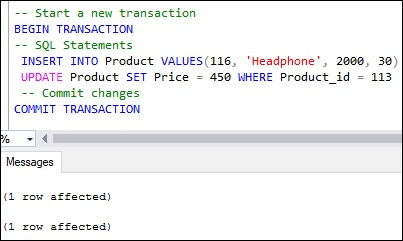 -- Start a new transaction
BEGIN TRANSACTION
-- SQL Statements
INSERT INTO Product VALUES(116, 'Headphone', 2000, 30)
UPDATE Product SET Price = 450 WHERE Product_id = 113
-- Commit changes
COMMIT TRANSACTION
%
Messages
(1 row affected)
(1 row affected)